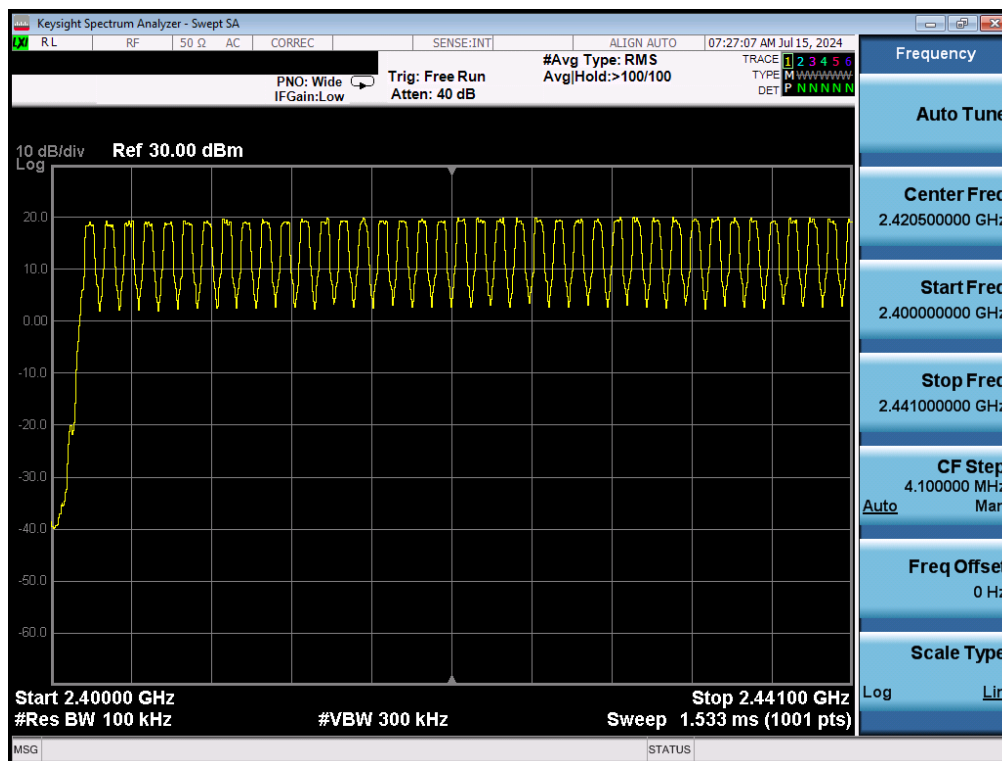 Keysight Spectrum Analyzer - Swept SA
LXI RL RF 50 Ω AC CORREC SENSE:INT ALIGN AUTO 07:27:07 AM Jul 15, 2024
PNO: Wide
IFGain:Low
Trig: Free Run
Atten: 40 dB
#Avg Type: RMS
Avg|Hold:>100/100
TRACE 1 2 3 4 5 6
TYPE M W W W W W
DET P N N N N N
10 dB/div Ref 30.00 dBm
Log
20.0
10.0
0.00
-10.0
-20.0
-30.0
-40.0
-50.0
-60.0
Start 2.40000 GHz Stop 2.44100 GHz
#Res BW 100 kHz #VBW 300 kHz Sweep 1.533 ms (1001 pts)
MSG STATUS
Frequency
Auto Tune
Center Freq
2.420500000 GHz
Start Freq
2.400000000 GHz
Stop Freq
2.441000000 GHz
CF Step
4.100000 MHz
Auto Man
Freq Offset
0 Hz
Scale Type
Log Lin